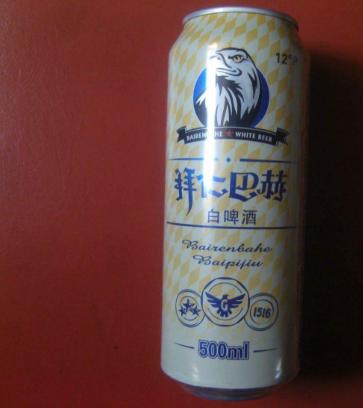 12°P
BAIRENBAHE WHITE BEER
拜仁巴赫
白啤酒
Bairenbahe
Baipijiu
G
1516
500ml